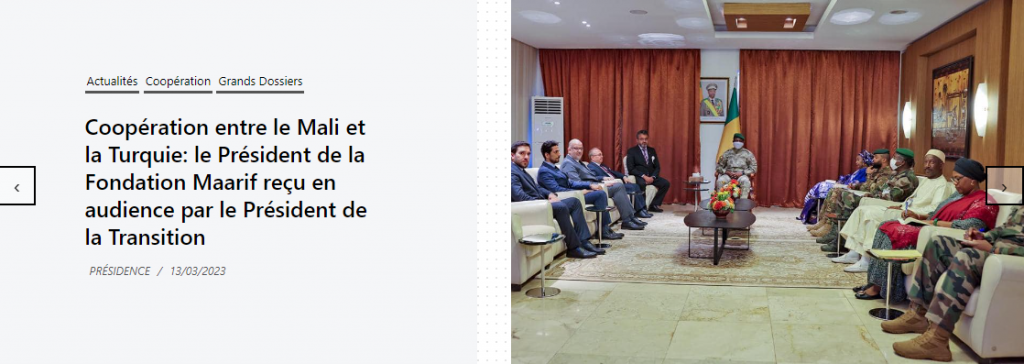 Actualités Coopération Grands Dossiers
Coopération entre le Mali et
la Turquie: le Président de la
Fondation Maarif reçu en
audience par le Président de
la Transition
PRÉSIDENCE / 13/03/2023